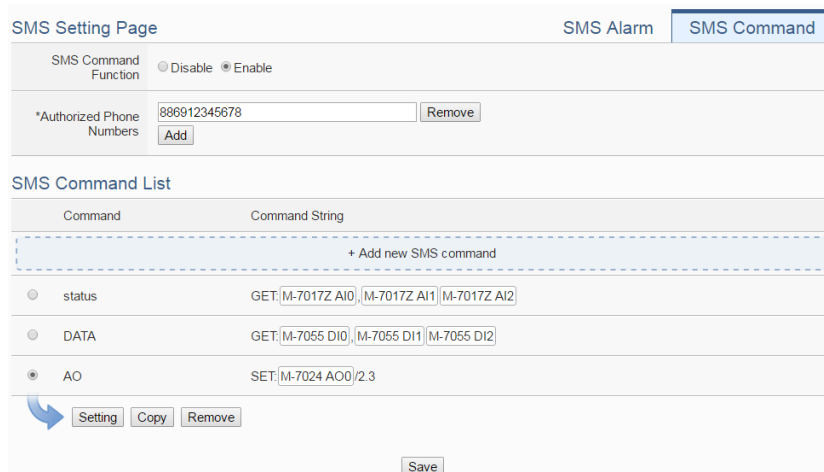 SMS Setting Page SMS Alarm SMS Command
SMS Command
Function Disable Enable
*Authorized Phone
Numbers 886912345678 Remove
Add
SMS Command List
Command Command String
+ Add new SMS command
status GET: M-7017Z AI0 , M-7017Z AI1 M-7017Z AI2
DATA GET: M-7055 DI0 , M-7055 DI1 M-7055 DI2
AO SET: M-7024 AO0 /2.3
Setting Copy Remove
Save